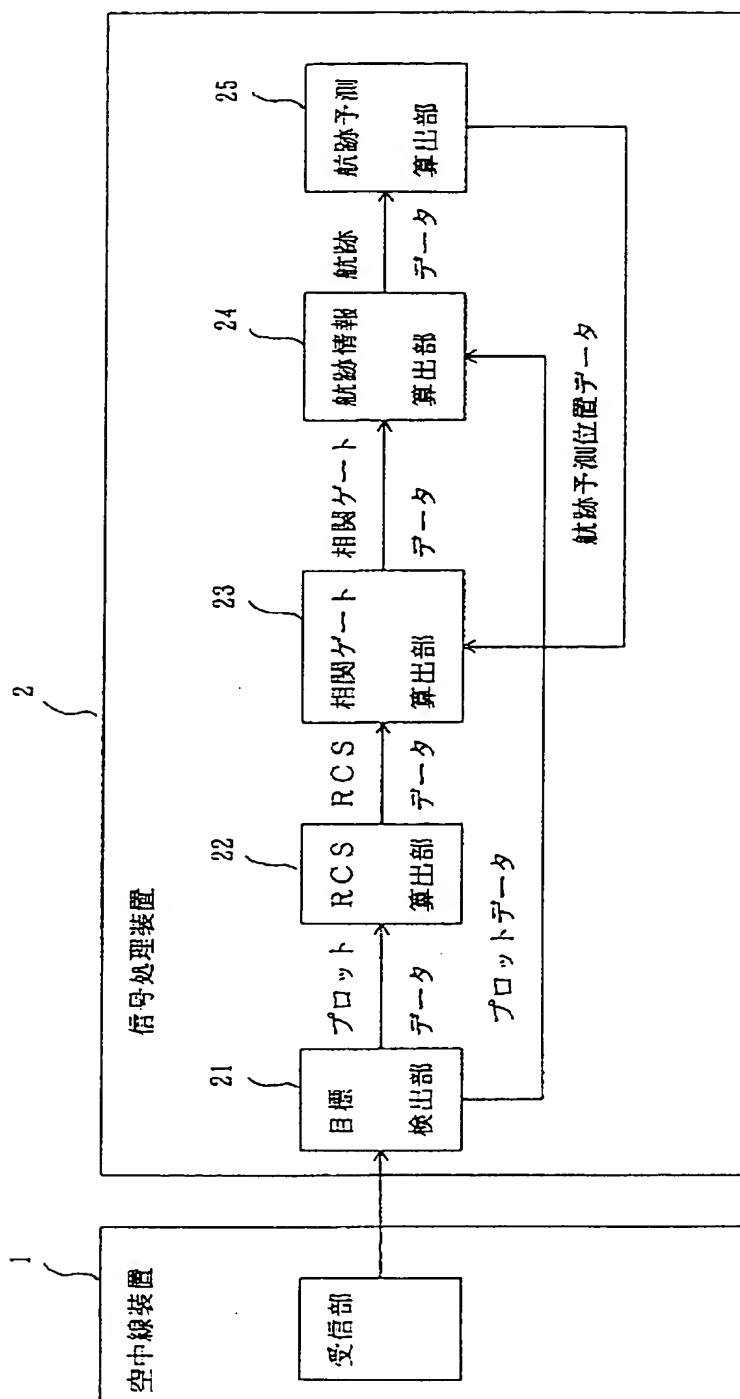 1
空中線装置
受信部
2
信号処理装置
21
目標
検出部
プロット
データ
22
RCS
算出部
RCS
データ
23
相関ゲート
算出部
相関ゲート
データ
24
航跡情報
算出部
航跡
データ
25
航跡予測
算出部
プロットデータ
航跡予測位置データ